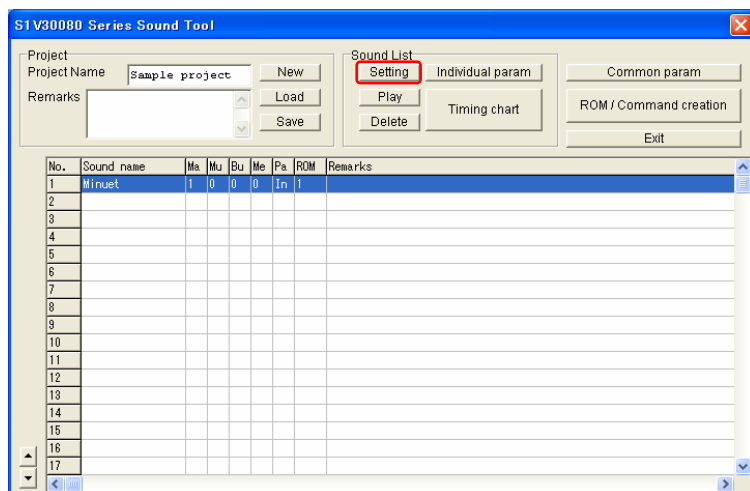 S1V30080 Series Sound Tool
Project
Project Name Sample project New
Remarks Load
Save
Sound List
Setting Individual param
Play Timing chart
Delete
Common param
ROM / Command creation
Exit
No. Sound name Ma Mu Bu Me Pa ROM Remarks
1 Minuet 1 0 0 0 In 1
2
3
4
5
6
7
8
9
10
11
12
13
14
15
16
17